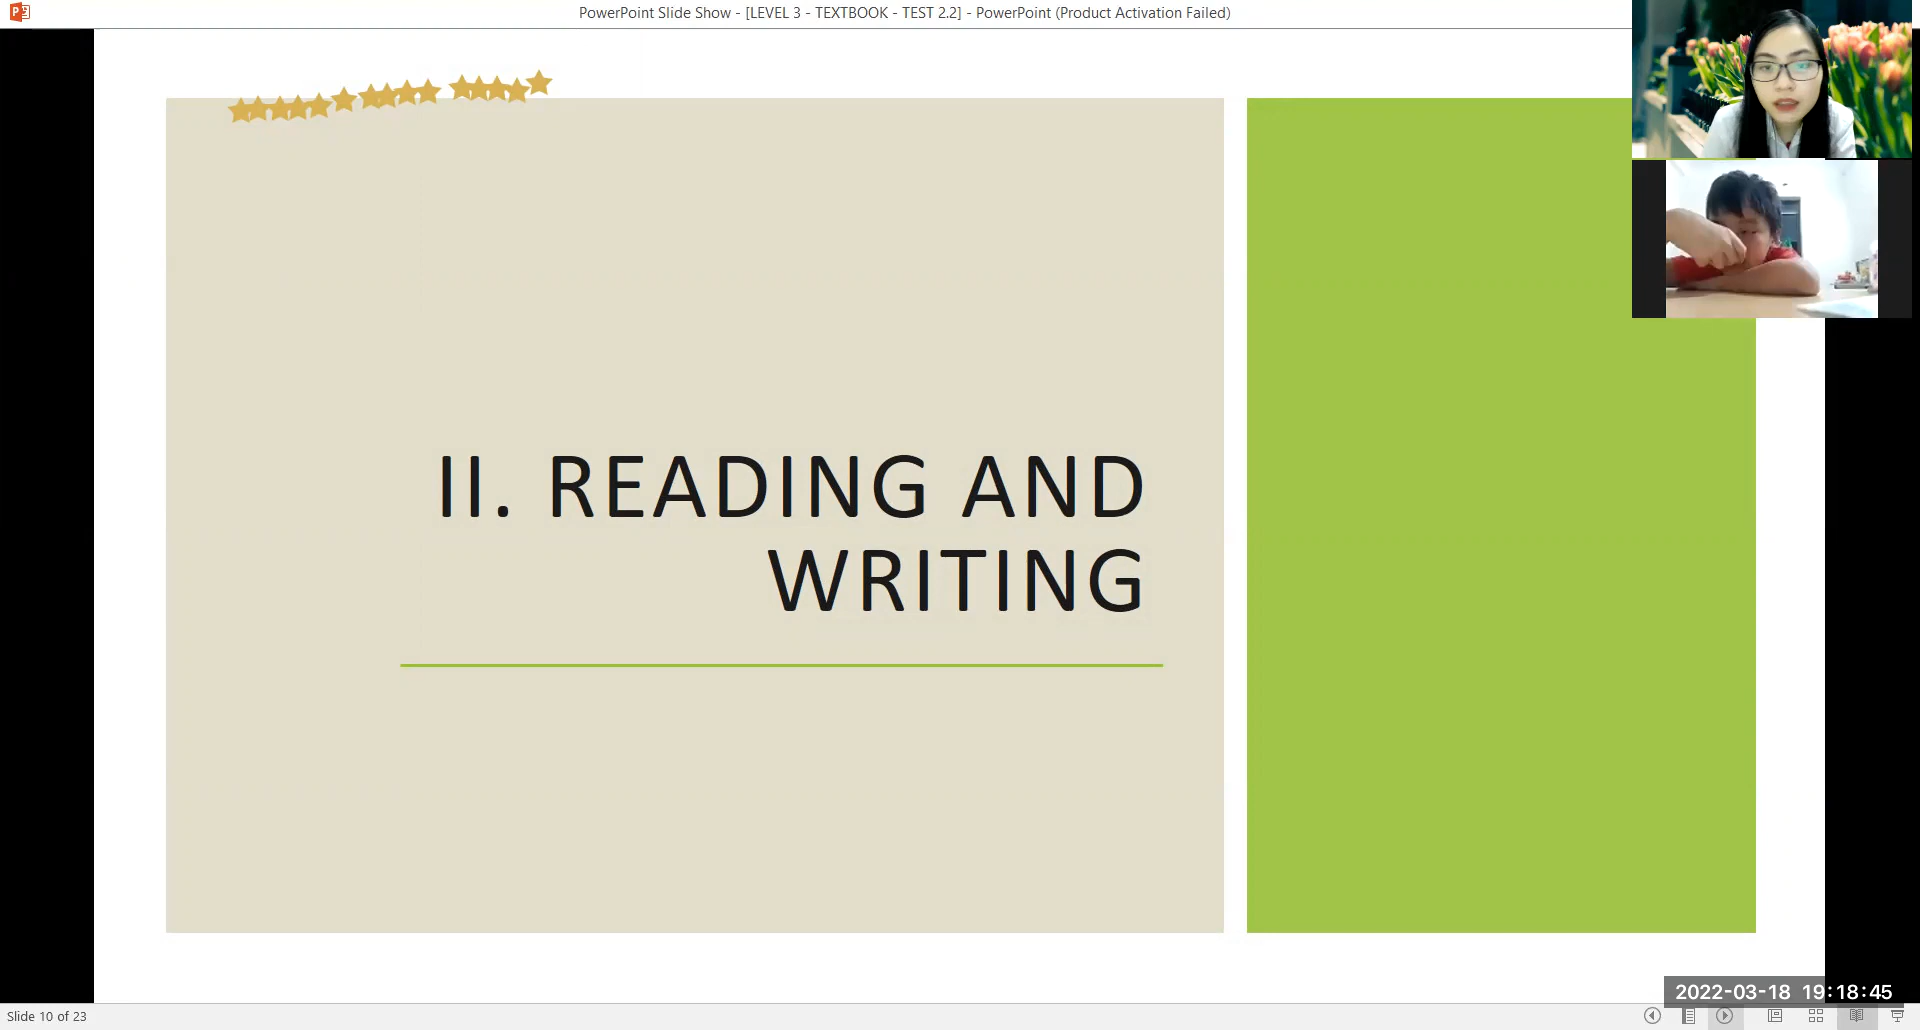 PowerPoint Slide Show - [LEVEL 3 - TEXTBOOK - TEST 2.2] - PowerPoint (Product Activation Failed)
II. READING AND
WRITING
2022-03-18 19:18:45
Slide 10 of 23